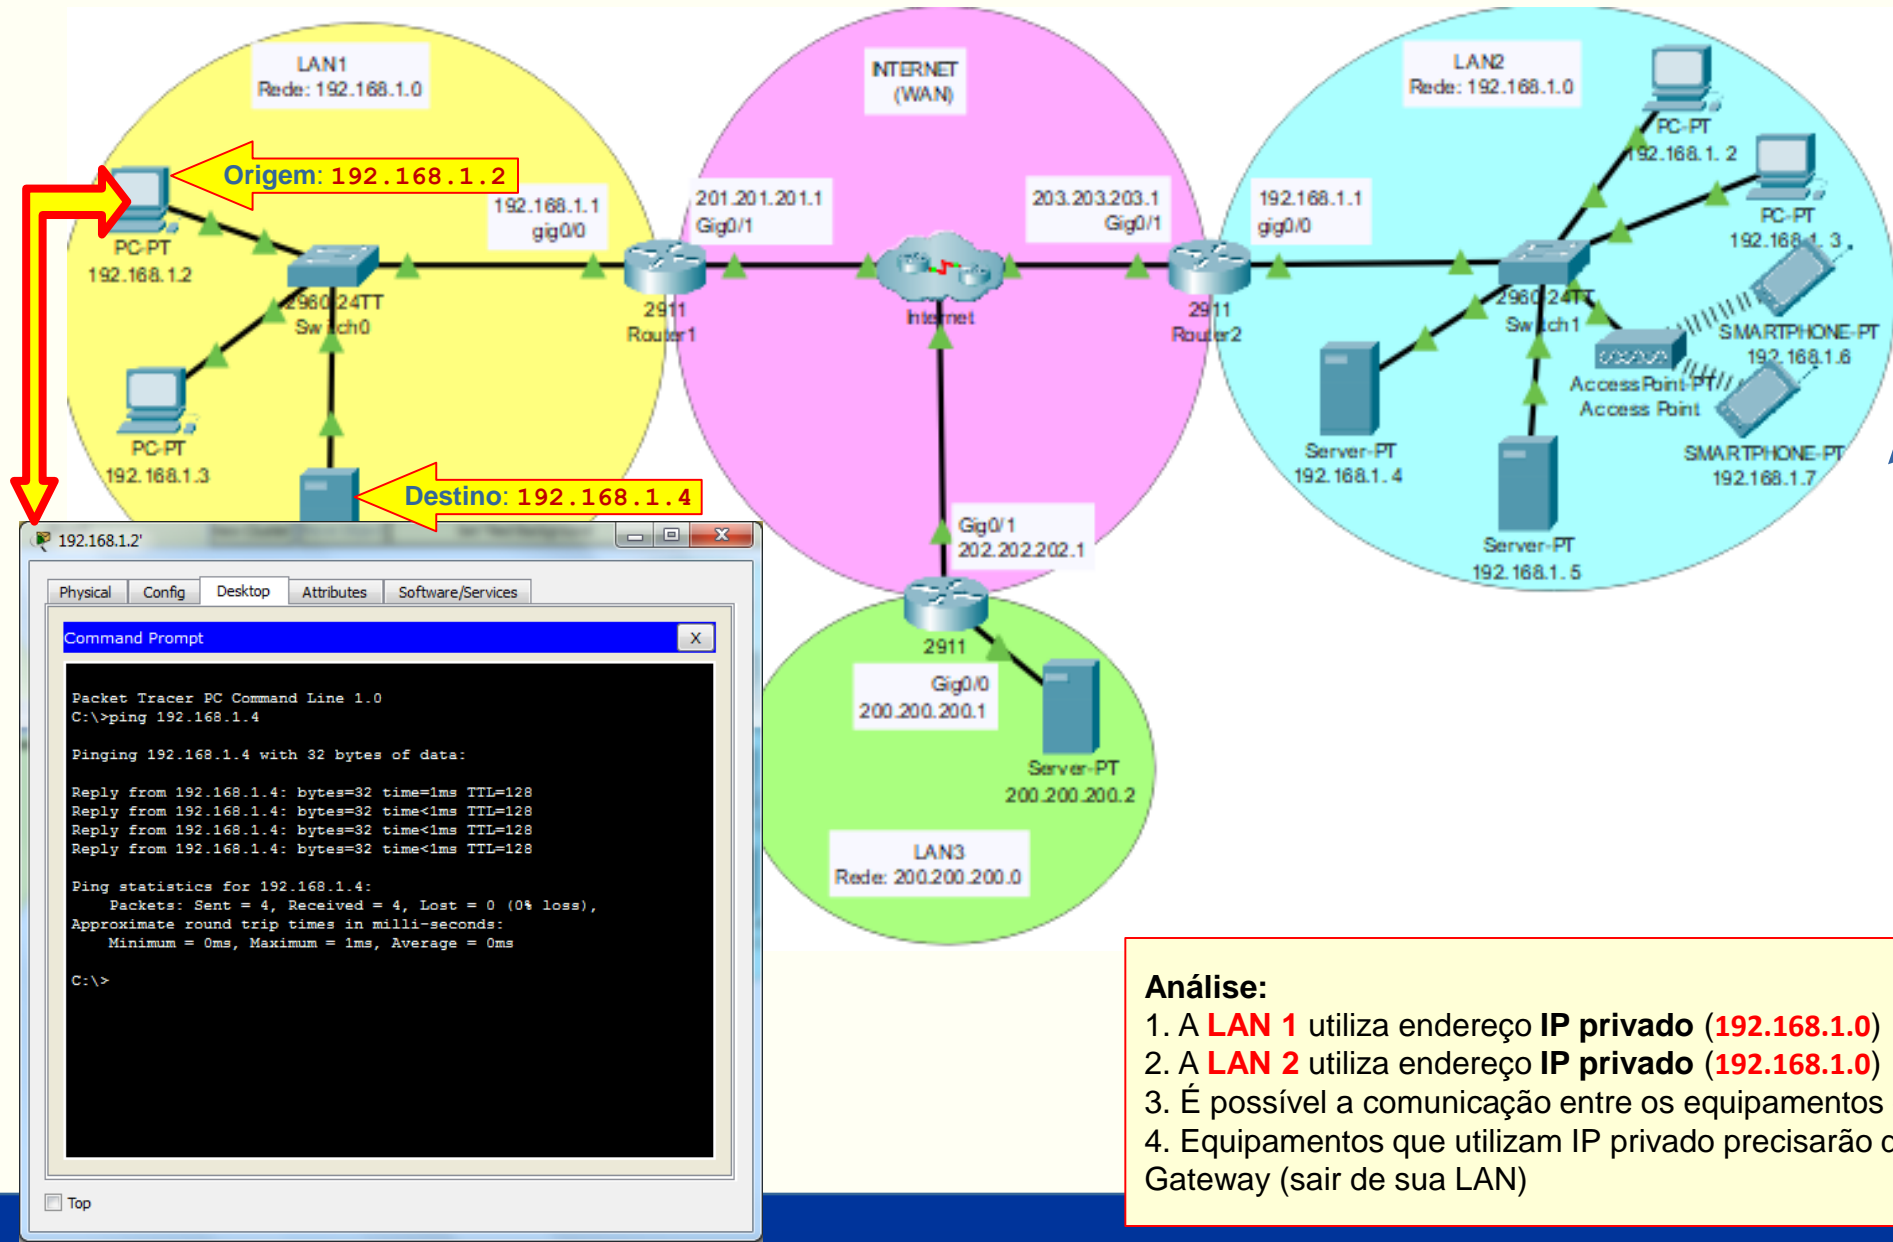 LAN1
Rede: 192.168.1.0
INTERNET
(WAN)
LAN2
Rede: 192.168.1.0
PC-PT
192.168.1. 2
PC-PT
192.168.1. 3
Origem: 192.168.1.2
192.168.1.1
gig0/0
201.201.201.1
Gig0/1
203.203.203.1
Gig0/1
192.168.1.1
gig0/0
PC-PT
192.168.1.2
2960-24TT
Switch0
2911
Router1
Internet
2911
Router2
2960-24TT
Switch1
SMARTPHONE-PT
192.168.1.6
AccessPoint-PT
Access Point
PC-PT
192.168.1.3
Server-PT
192.168.1. 4
SMARTPHONE-PT
192.168.1.7
Destino: 192.168.1.4
Gig0/1
202.202.202.1
Server-PT
192.168.1. 5
192.168.1.2'
Physical
Config
Desktop
Attributes
Software/Services
Command Prompt
X
Packet Tracer PC Command Line 1.0
C:\>ping 192.168.1.4
Pinging 192.168.1.4 with 32 bytes of data:
Reply from 192.168.1.4: bytes=32 time=1ms TTL=128
Reply from 192.168.1.4: bytes=32 time<1ms TTL=128
Reply from 192.168.1.4: bytes=32 time<1ms TTL=128
Reply from 192.168.1.4: bytes=32 time<1ms TTL=128
Ping statistics for 192.168.1.4:
Packets: Sent = 4, Received = 4, Lost = 0 (0% loss),
Approximate round trip times in milli-seconds:
Minimum = 0ms, Maximum = 1ms, Average = 0ms
C:\>
Top
2911
Gig0/0
200.200.200.1
Server-PT
200.200.200.2
LAN3
Rede: 200.200.200.0
Análise:
1. A LAN 1 utiliza endereço IP privado (192.168.1.0)
2. A LAN 2 utiliza endereço IP privado (192.168.1.0)
3. É possível a comunicação entre os equipamentos
4. Equipamentos que utilizam IP privado precisarão
Gateway (sair de sua LAN)